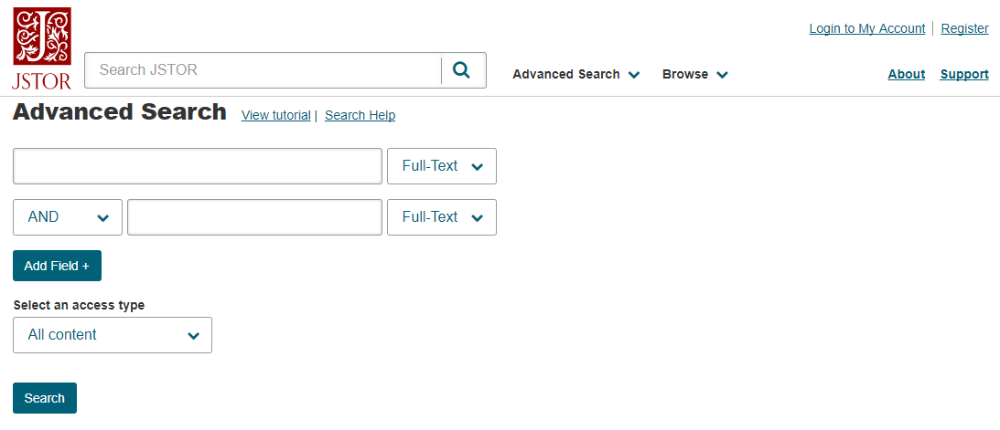 Login to My Account Register
J
JSTOR
Search JSTOR
Advanced Search Browse About Support
Advanced Search View tutorial | Search Help
Full-Text
AND Full-Text
Add Field +
Select an access type
All content
Search